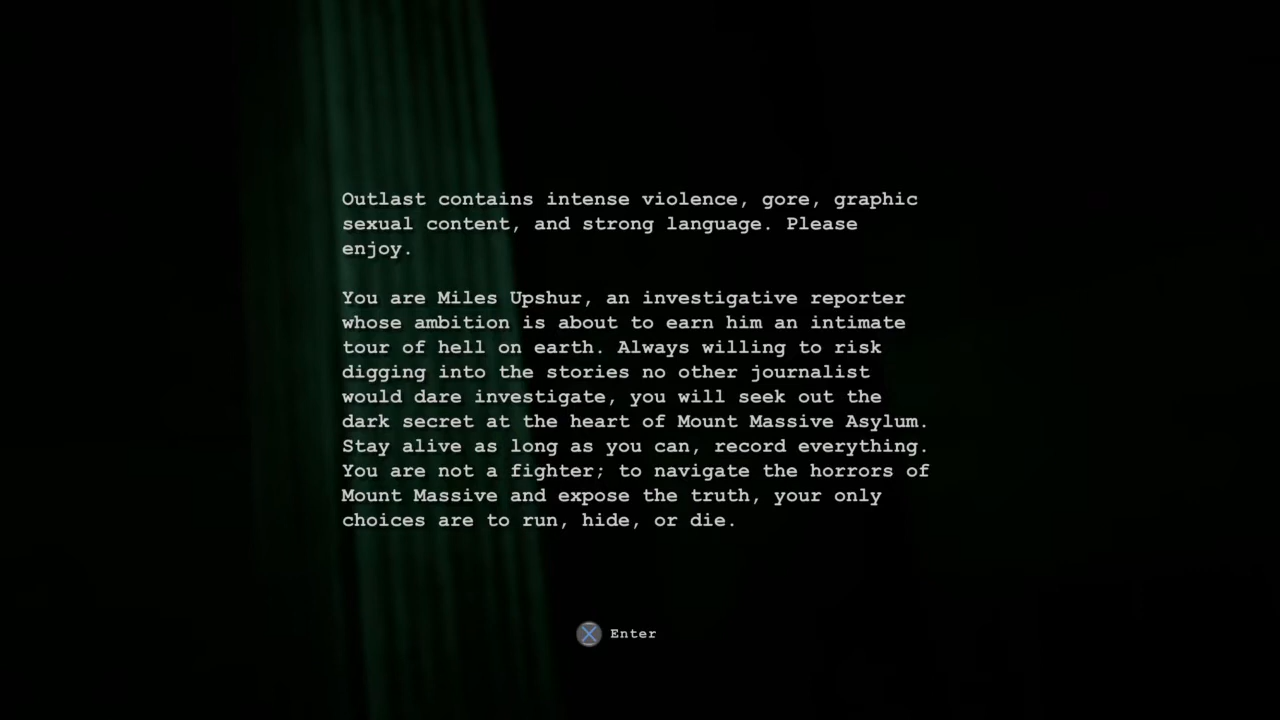 Outlast contains intense violence, gore, graphic
sexual content, and strong language. Please
enjoy.
You are Miles Upshur, an investigative reporter
whose ambition is about to earn him an intimate
tour of hell on earth. Always willing to risk
digging into the stories no other journalist
would dare investigate, you will seek out the
dark secret at the heart of Mount Massive Asylum.
Stay alive as long as you can, record everything.
You are not a fighter; to navigate the horrors of
Mount Massive and expose the truth, your only
choices are to run, hide, or die.
Enter